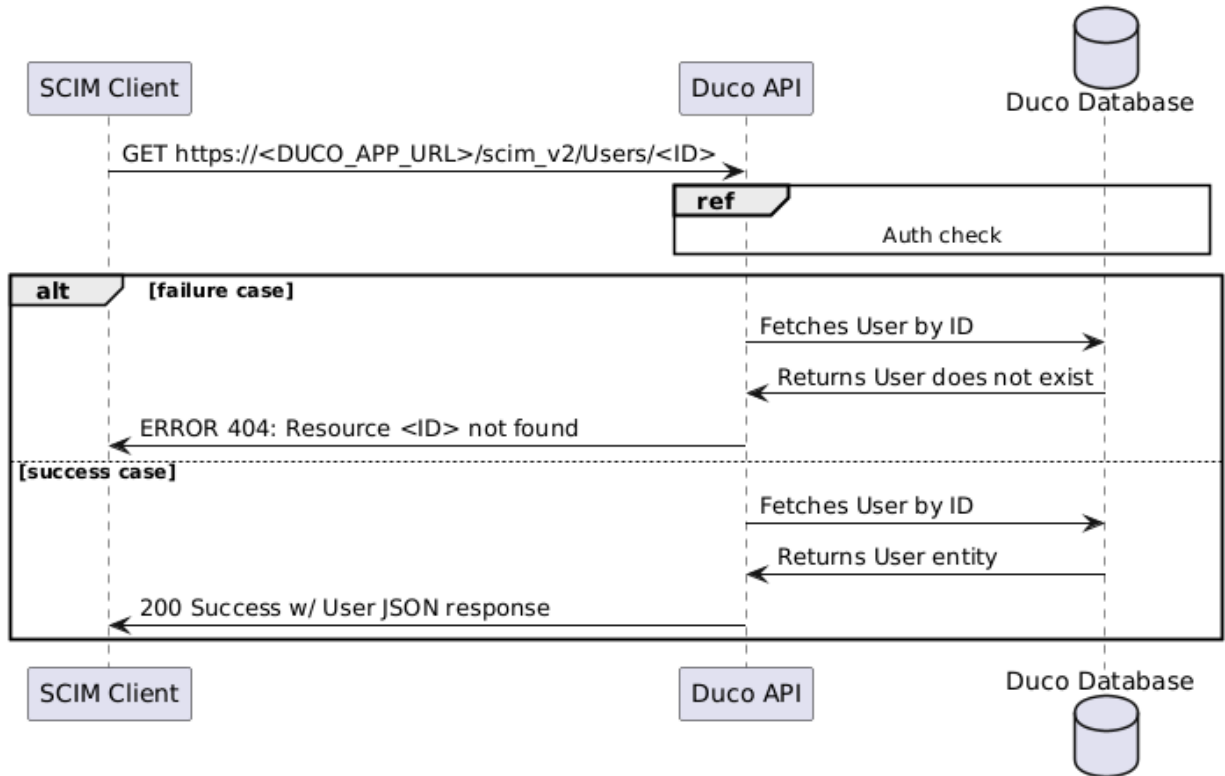 SCIM Client
Duco API
Duco Database
GET https://<DUCO_APP_URL>/scim_v2/Users/<ID>
ref
Auth check
alt
[failure case]
Fetches User by ID
Returns User does not exist
ERROR 404: Resource <ID> not found
[success case]
Fetches User by ID
Returns User entity
200 Success w/ User JSON response
SCIM Client
Duco API
Duco Database